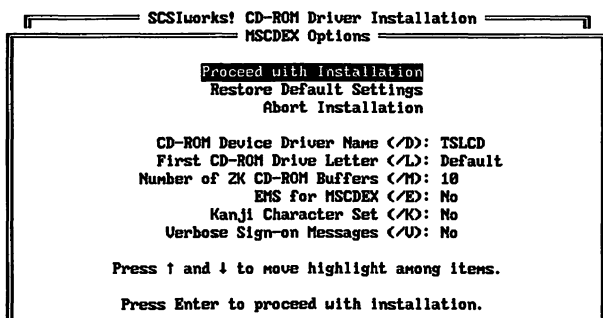 SCSIworks! CD-ROM Driver Installation
MSCDEX Options
Proceed with Installation
Restore Default Settings
Abort Installation
CD-ROM Device Driver Name (/D): TSLCD
First CD-ROM Drive Letter (/L): Default
Number of 2K CD-ROM Buffers (/M): 10
EMS for MSCDEX (/E): No
Kanji Character Set (/K): No
Verbose Sign-on Messages (/V): No
Press ↑ and ↓ to move highlight among items.
Press Enter to proceed with installation.